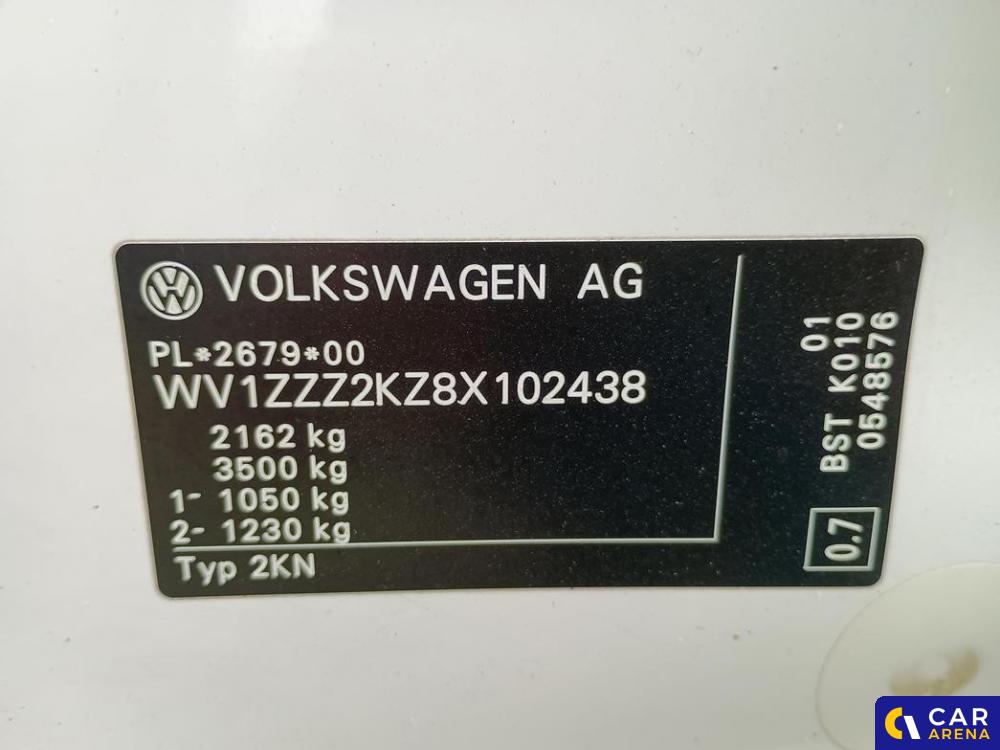 VOLKSWAGEN AG
PL*2679*00
WV1ZZZ2KZ8X102438
2162 kg
3500 kg
1- 1050 kg
2- 1230 kg
Typ 2KN
01
BST K010
0548576
0.7
CAR
ARENA